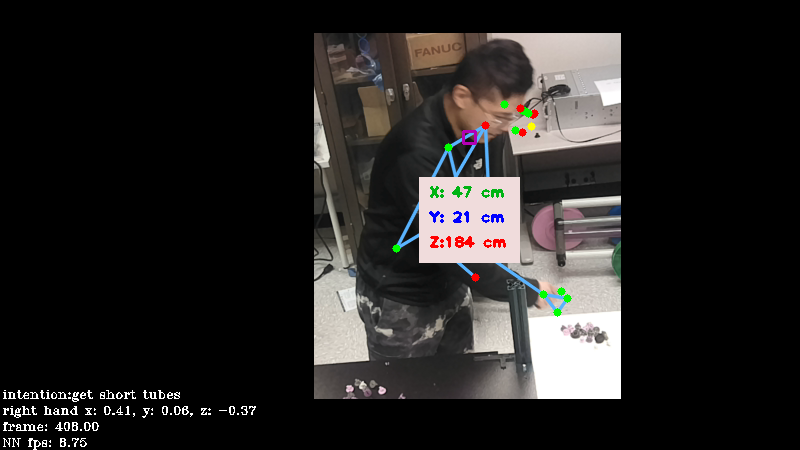 FANUC
X: 47 cm
Y: 21 cm
Z:184 cm
intention:get short tubes
right hand x: 0.41, y: 0.06, z: -0.37
frame: 408.00
NN fps: 8.75